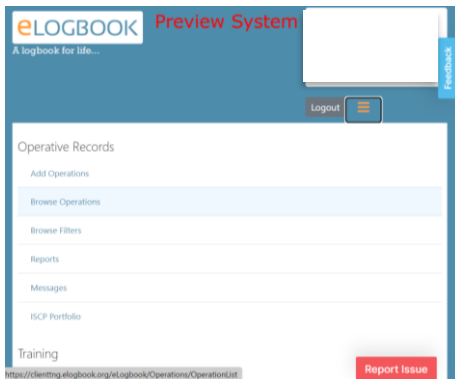 eLOGBOOK Preview System
A logbook for life...
Feedback
Logout
Operative Records
Add Operations
Browse Operations
Browse Filters
Reports
Messages
ISCP Portfolio
Training
https://clienttng.elogbook.org/eLogbook/Operations/OperationList
Report Issue